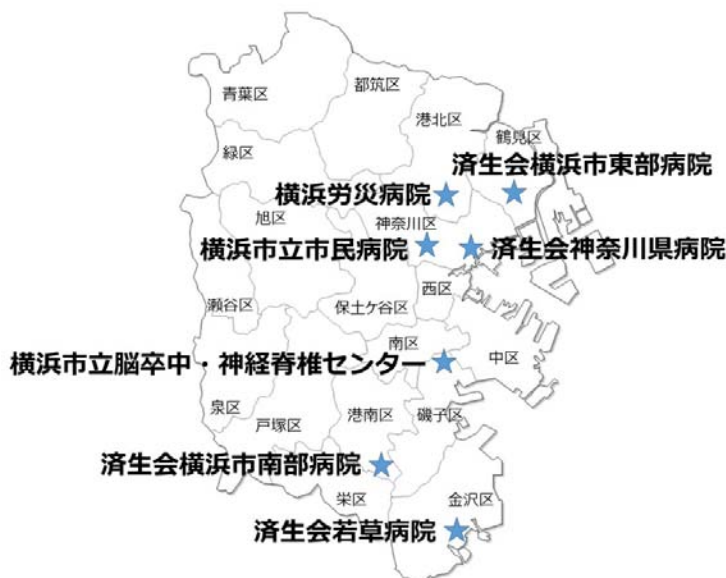 都筑区
青葉区
港北区
鶴見区
緑区
済生会横浜市東部病院
横浜労災病院
旭区
神奈川区
横浜市立市民病院
済生会神奈川県病院
西区
瀬谷区
保土ケ谷区
南区
中区
横浜市立脳卒中・神経脊椎センター
泉区
港南区
磯子区
戸塚区
済生会横浜市南部病院
栄区
金沢区
済生会若草病院